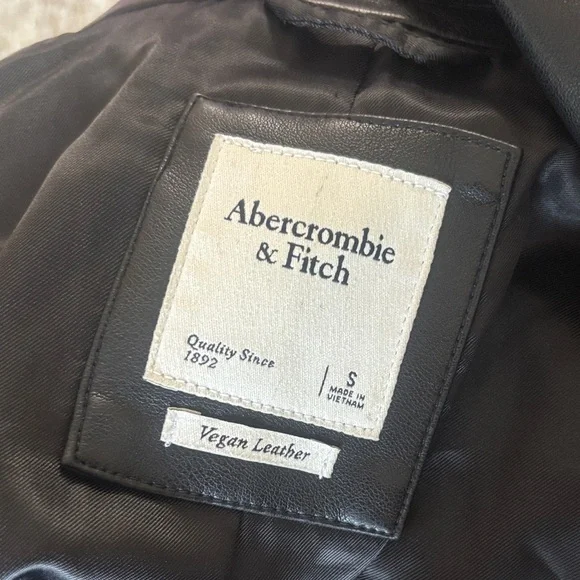 Abercrombie
& Fitch
Quality Since
1892
S
MADE IN
VIETNAM
Vegan Leather